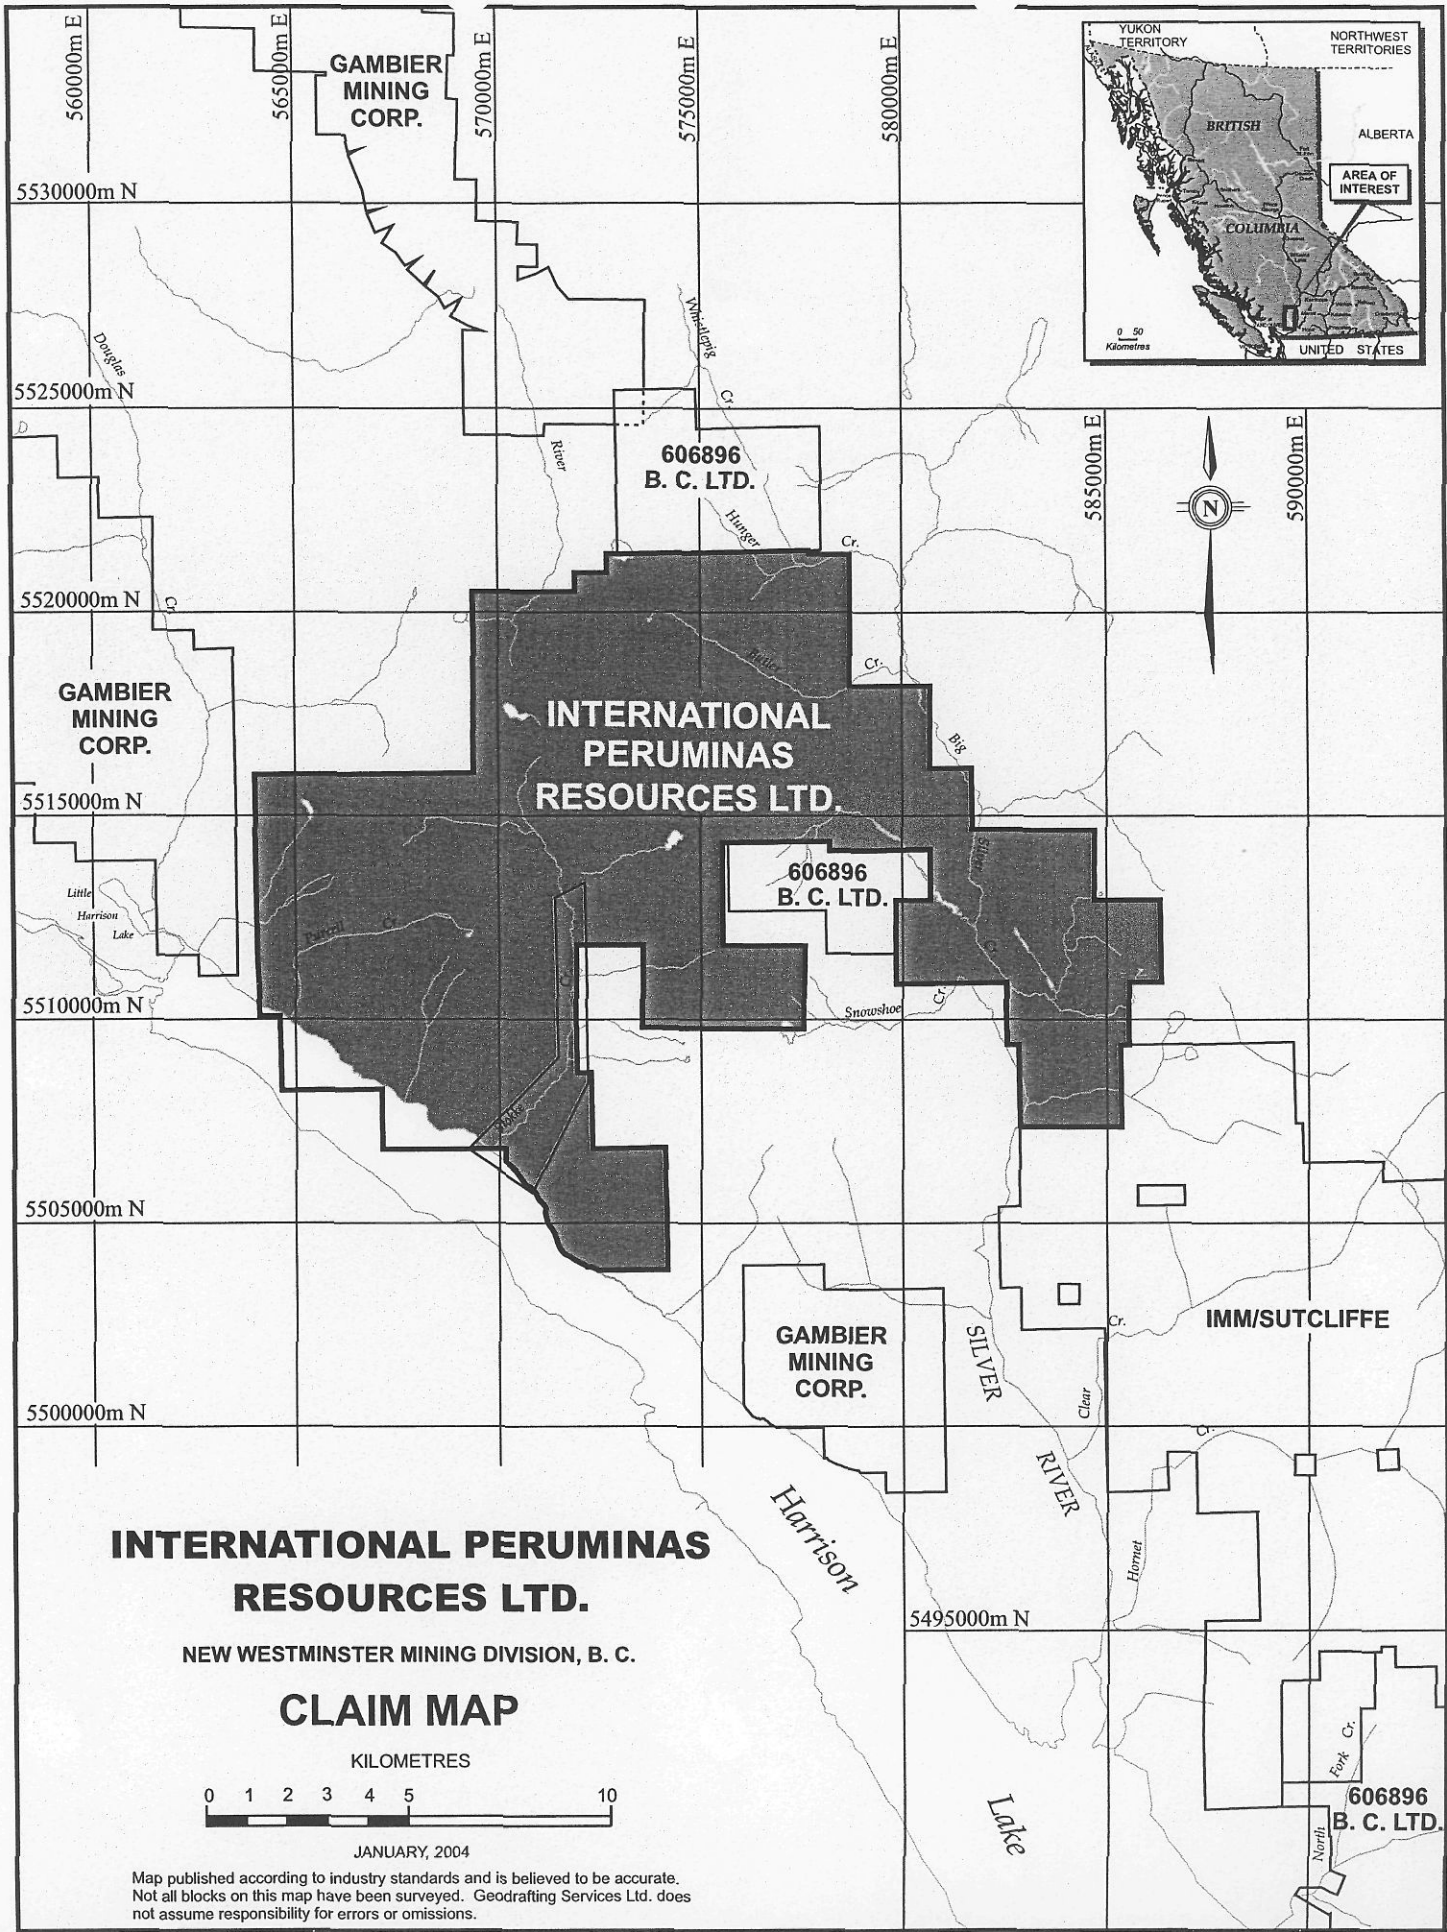 560000m E
565000m E
570000m E
575000m E
580000m E
585000m E
590000m E
5530000m N
5525000m N
5520000m N
5515000m N
5510000m N
5505000m N
5500000m N
5495000m N
GAMBIER
MINING
CORP.
YUKON
TERRITORY
NORTHWEST
TERRITORIES
BRITISH
COLUMBIA
ALBERTA
AREA OF
INTEREST
0 50
Kilometres
UNITED STATES
N
Douglas
Cr.
River
Whistlepig
Cr.
606896
B. C. LTD.
Hunger
Cr.
Butter
Cr.
GAMBIER
MINING
CORP.
INTERNATIONAL
PERUMINAS
RESOURCES LTD.
Big
Silver
Cr.
606896
B. C. LTD.
Little
Harrison
Lake
Purcell
Cr.
Cr.
Snowshoe
Cr.
GAMBIER
MINING
CORP.
SILVER
RIVER
Clear
Cr.
IMM/SUTCLIFFE
Hornet
Cr.
Harrison
Lake
North
Fork
Cr.
606896
B. C. LTD.
INTERNATIONAL PERUMINAS
RESOURCES LTD.
NEW WESTMINSTER MINING DIVISION, B. C.
CLAIM MAP
KILOMETRES
0 1 2 3 4 5 10
JANUARY, 2004
Map published according to industry standards and is believed to be accurate.
Not all blocks on this map have been surveyed. Geodrafting Services Ltd. does
not assume responsibility for errors or omissions.